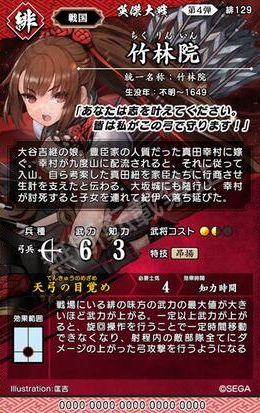 緋
戦国
英傑大戦
第4弾
緋129
ちくりんいん
竹林院
統一名称：竹林院
生没年：不明～1649
「あなたは志を叶えてください。
皆は私がこの弓で守ります！」
大谷吉継の娘。豊臣家の人質だった真田幸村に嫁
ぐ。幸村が九度山に配流されると、それに従って
入山。自ら考案した真田紐を家臣たちに行商させ
生計を支えたと伝わる。大坂城にも随行し、幸村
が討死すると子女を連れて紀伊へ落ち延びた。
兵種
弓兵
武力
6
知力
3
武将コスト
特技
昂揚
てんきゅうのめざめ
天弓の目覚め
必要士気
4
効果時間
知力時間
効果範囲
戦場にいる緋の味方の武力の最大値が大き
いほど武力が上がる。一定以上武力が上が
ると、旋回操作を行うことで一定時間移動
できなくなり、射程内の敵部隊全てにダ
メージの上がった弓攻撃を行うようになる
Illustration:匡吉
©SEGA
0000-0000-0000-0000-0000